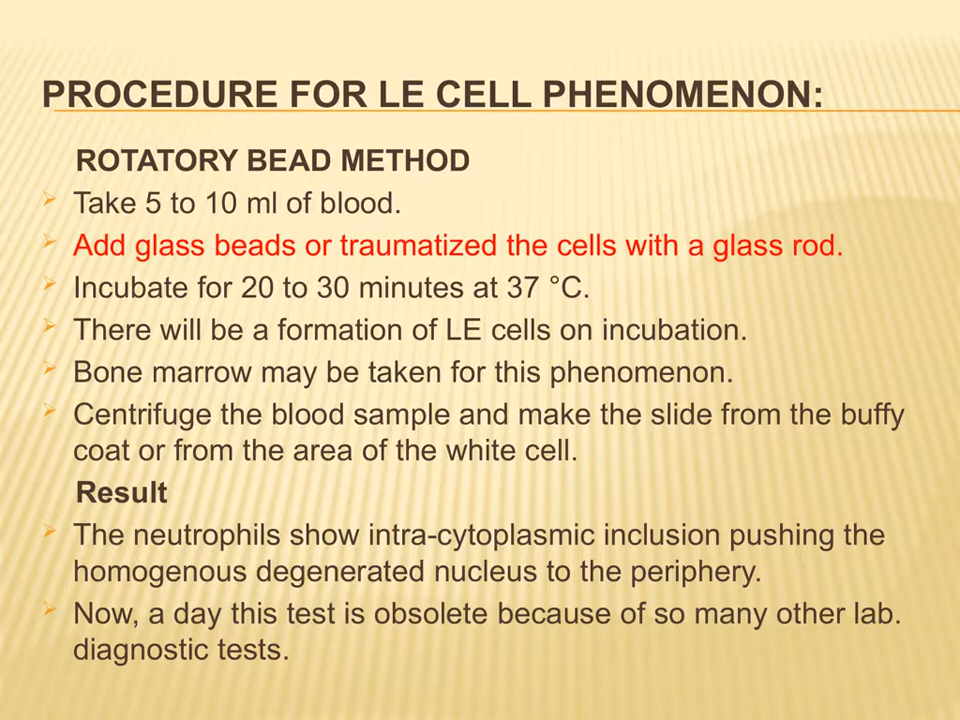 PROCEDURE FOR LE CELL PHENOMENON:
ROTATORY BEAD METHOD
Take 5 to 10 ml of blood.
Add glass beads or traumatized the cells with a glass rod.
Incubate for 20 to 30 minutes at 37 °C.
There will be a formation of LE cells on incubation.
Bone marrow may be taken for this phenomenon.
Centrifuge the blood sample and make the slide from the buffy
coat or from the area of the white cell.
Result
The neutrophils show intra-cytoplasmic inclusion pushing the
homogenous degenerated nucleus to the periphery.
Now, a day this test is obsolete because of so many other lab.
diagnostic tests.